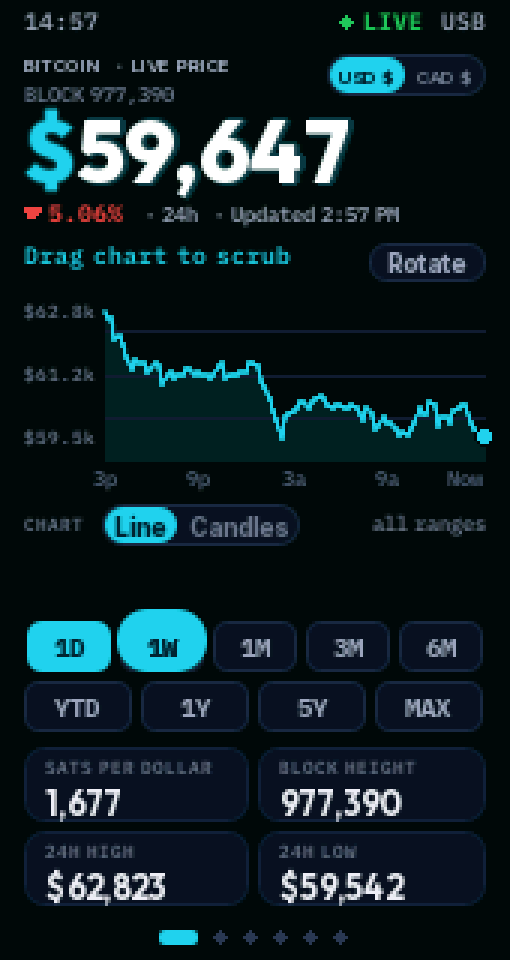 14:57 LIVE USB
BITCOIN · LIVE PRICE
USD $ CAD $
BLOCK 977,390
$59,647
5.06% · 24h · Updated 2:57 PM
Drag chart to scrub
Rotate
$62.8k
$61.2k
$59.5k
3p 9p 3a 9a Now
CHART Line Candles all ranges
1D 1W 1M 3M 6M
YTD 1Y 5Y MAX
SATS PER DOLLAR BLOCK HEIGHT
1,677 977,390
24H HIGH 24H LOW
$62,823 $59,542